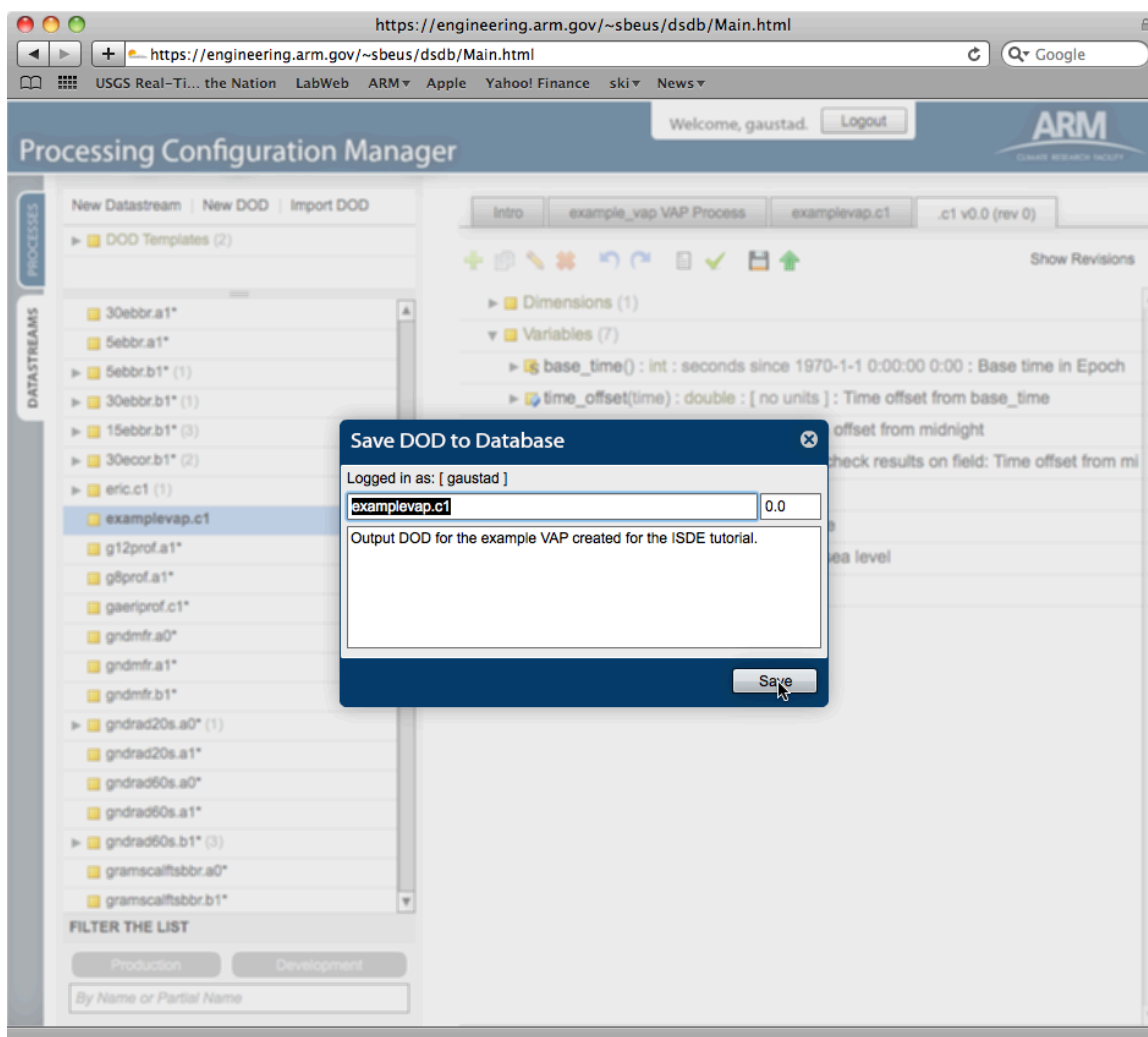 https://engineering.arm.gov/~sbeus/dsdb/Main.html
https://engineering.arm.gov/~sbeus/dsdb/Main.html
Google
USGS Real-Ti... the Nation LabWeb ARM Apple Yahoo! Finance ski News
Welcome, gaustad. Logout
ARM
CLIMATE RESEARCH FACILITY
Processing Configuration Manager
PROCESSES
DATASTREAMS
New Datastream New DOD Import DOD
DOD Templates (2)
30ebbr.a1*
5ebbr.a1*
5ebbr.b1* (1)
30ebbr.b1* (1)
15ebbr.b1* (3)
30ecor.b1* (2)
eric.c1 (1)
examplevap.c1
g12prof.a1*
g8prof.a1*
gaeriprof.c1*
gndmfr.a0*
gndmfr.a1*
gndmfr.b1*
gndrad20s.a0* (1)
gndrad20s.a1*
gndrad60s.a0*
gndrad60s.a1*
gndrad60s.b1* (3)
gramscalftsbbr.a0*
gramscalftsbbr.b1*
FILTER THE LIST
Production Development
By Name or Partial Name
Intro example_vap VAP Process examplevap.c1 .c1 v0.0 (rev 0)
Show Revisions
Dimensions (1)
Variables (7)
base_time() : int : seconds since 1970-1-1 0:00:00 0:00 : Base time in Epoch
time_offset(time) : double : [ no units ] : Time offset from base_time
offset from midnight
check results on field: Time offset from mi
sea level
Save DOD to Database
Logged in as: [ gaustad ]
examplevap.c1 0.0
Output DOD for the example VAP created for the ISDE tutorial.
Save